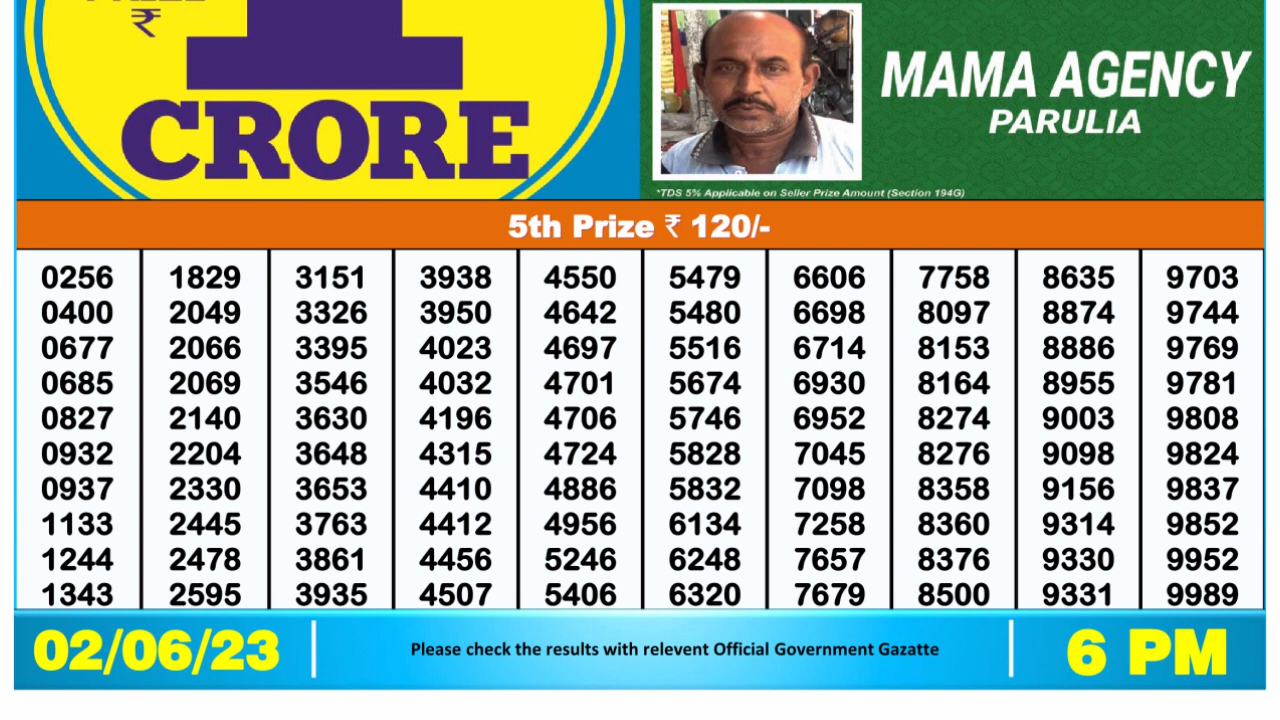 ₹
1
CRORE
MAMA AGENCY
PARULIA
*TDS 5% Applicable on Seller Prize Amount (Section 194G)
5th Prize ₹ 120/-
0256 1829 3151 3938 4550 5479 6606 7758 8635 9703
0400 2049 3326 3950 4642 5480 6698 8097 8874 9744
0677 2066 3395 4023 4697 5516 6714 8153 8886 9769
0685 2069 3546 4032 4701 5674 6930 8164 8955 9781
0827 2140 3630 4196 4706 5746 6952 8274 9003 9808
0932 2204 3648 4315 4724 5828 7045 8276 9098 9824
0937 2330 3653 4410 4886 5832 7098 8358 9156 9837
1133 2445 3763 4412 4956 6134 7258 8360 9314 9852
1244 2478 3861 4456 5246 6248 7657 8376 9330 9952
1343 2595 3935 4507 5406 6320 7679 8500 9331 9989
02/06/23 Please check the results with relevent Official Government Gazatte 6 PM